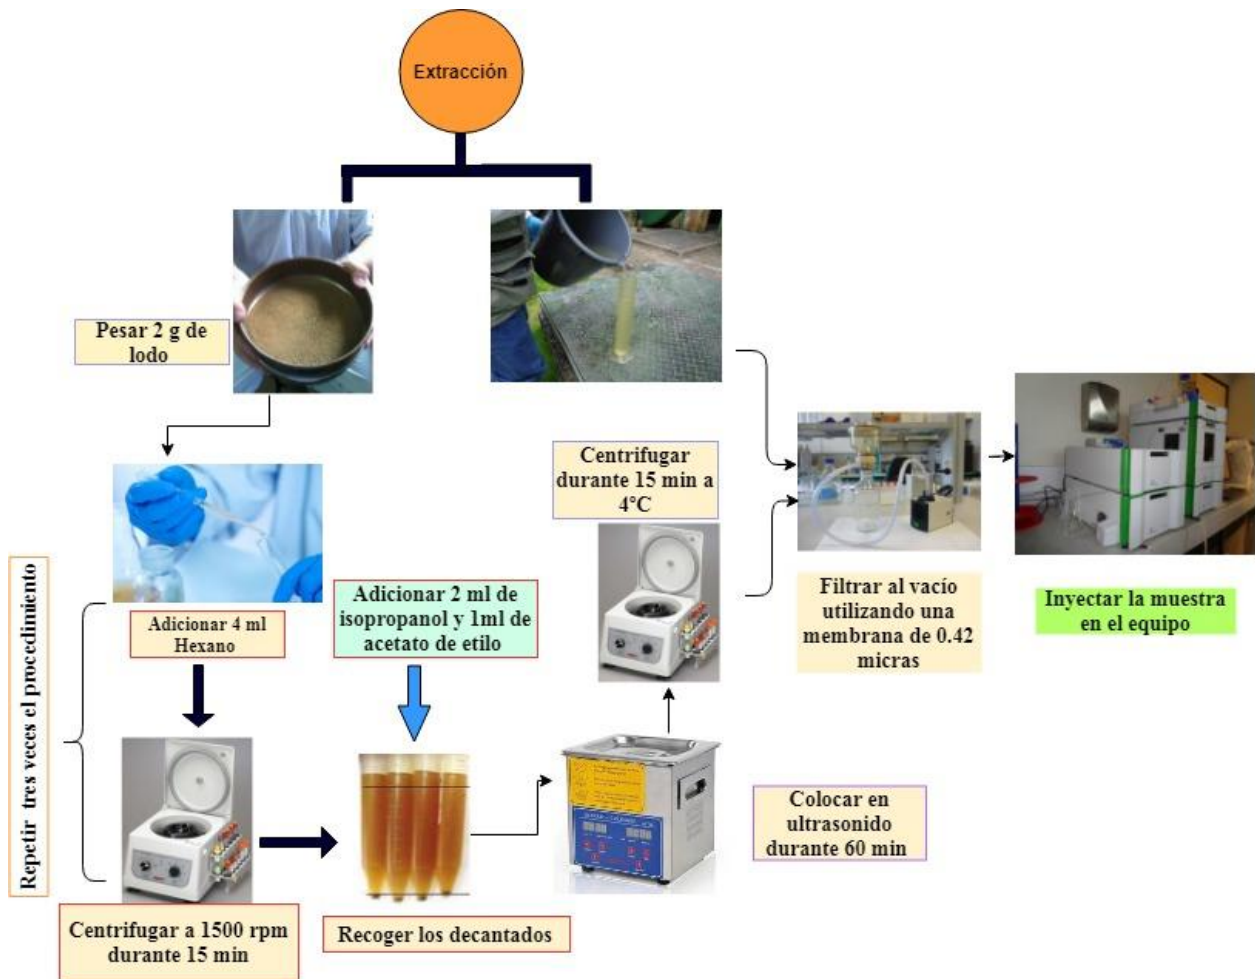 Extracción
Pesar 2 g de
lodo
Adicionar 4 ml
Hexano
Repetir tres veces el procedimiento
Centrifugar a 1500 rpm
durante 15 min
Adicionar 2 ml de
isopropanol y 1ml de
acetato de etilo
Recoger los decantados
Colocar en
ultrasonido
durante 60 min
Centrifugar
durante 15 min a
4°C
Filtrar al vacío
utilizando una
membrana de 0.42
micras
Inyectar la muestra
en el equipo